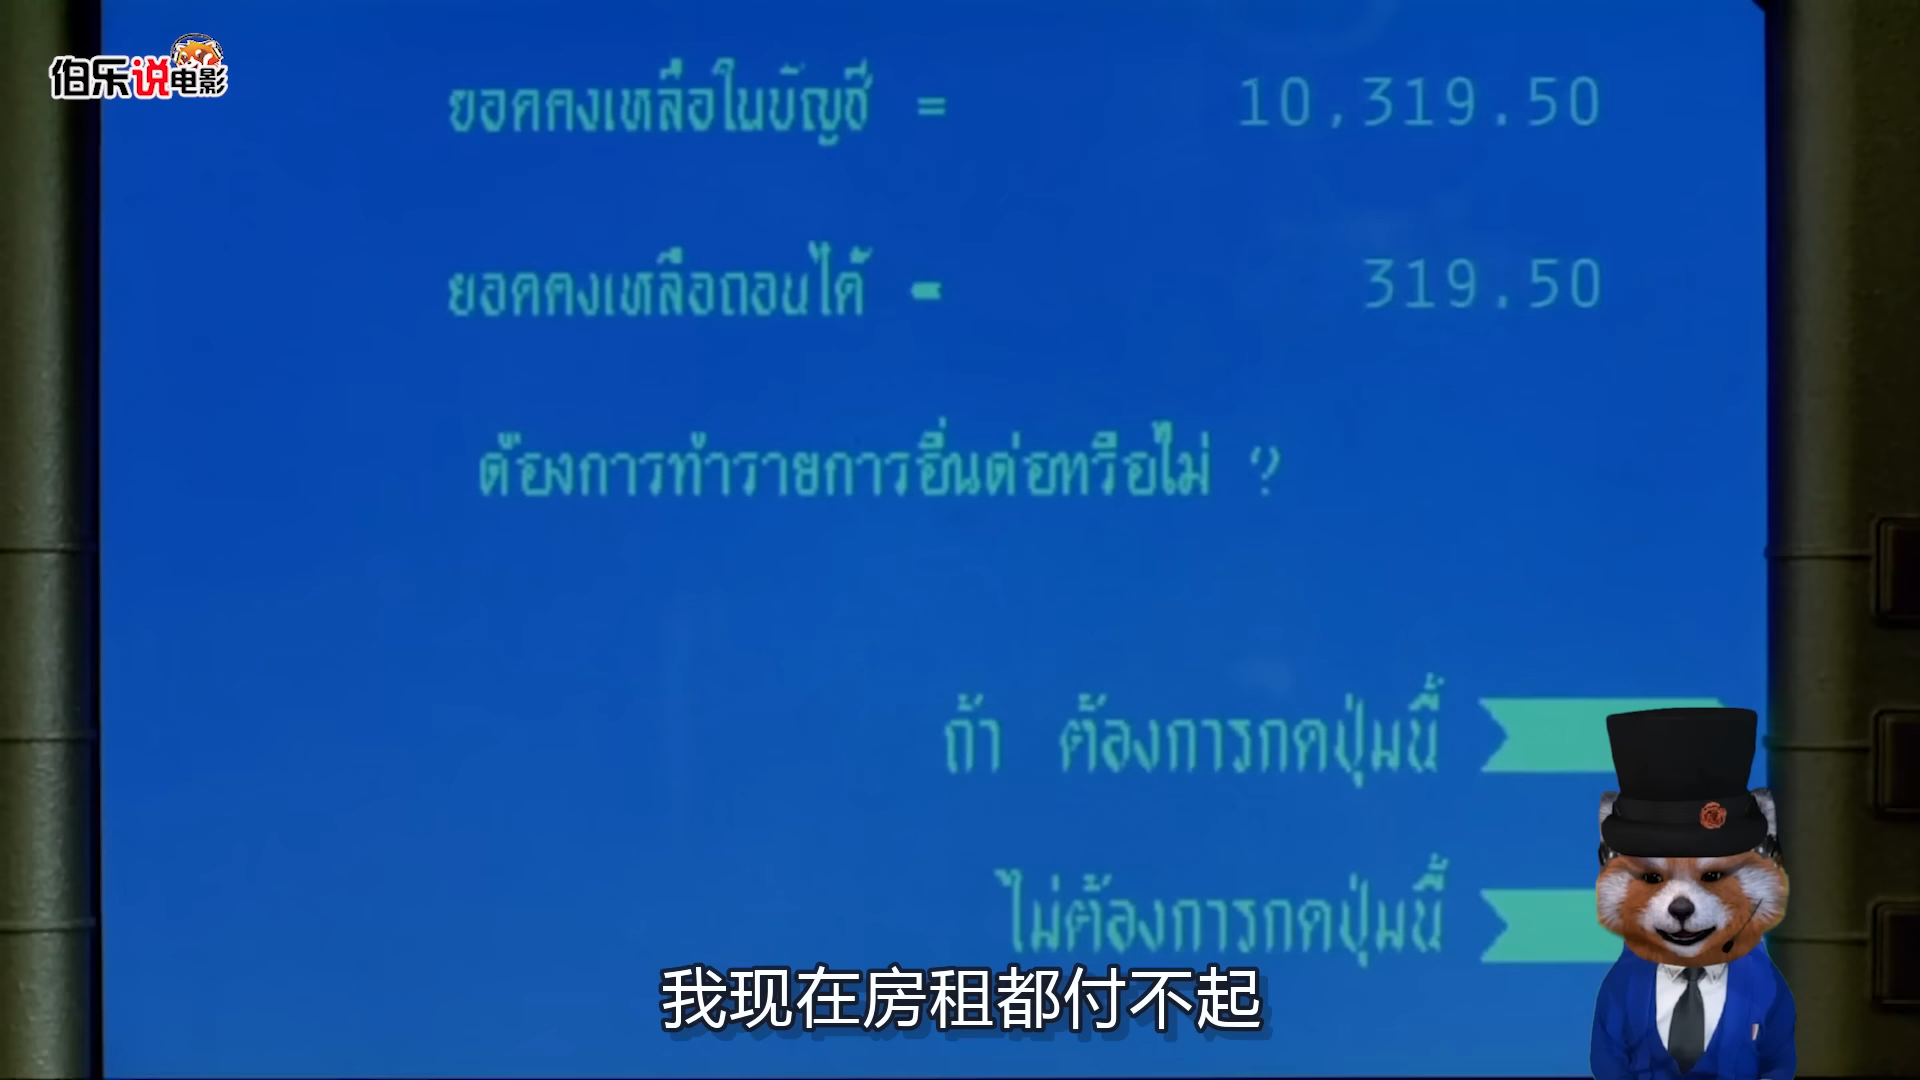 伯乐说电影
ยอดคงเหลือในบัญชี = 10,319.50
ยอดคงเหลือถอนได้ = 319.50
ต้องการทำรายการอื่นต่อหรือไม่ ?
ถ้า ต้องการกดปุ่มนี้
ไม่ต้องการกดปุ่มนี้
我现在房租都付不起